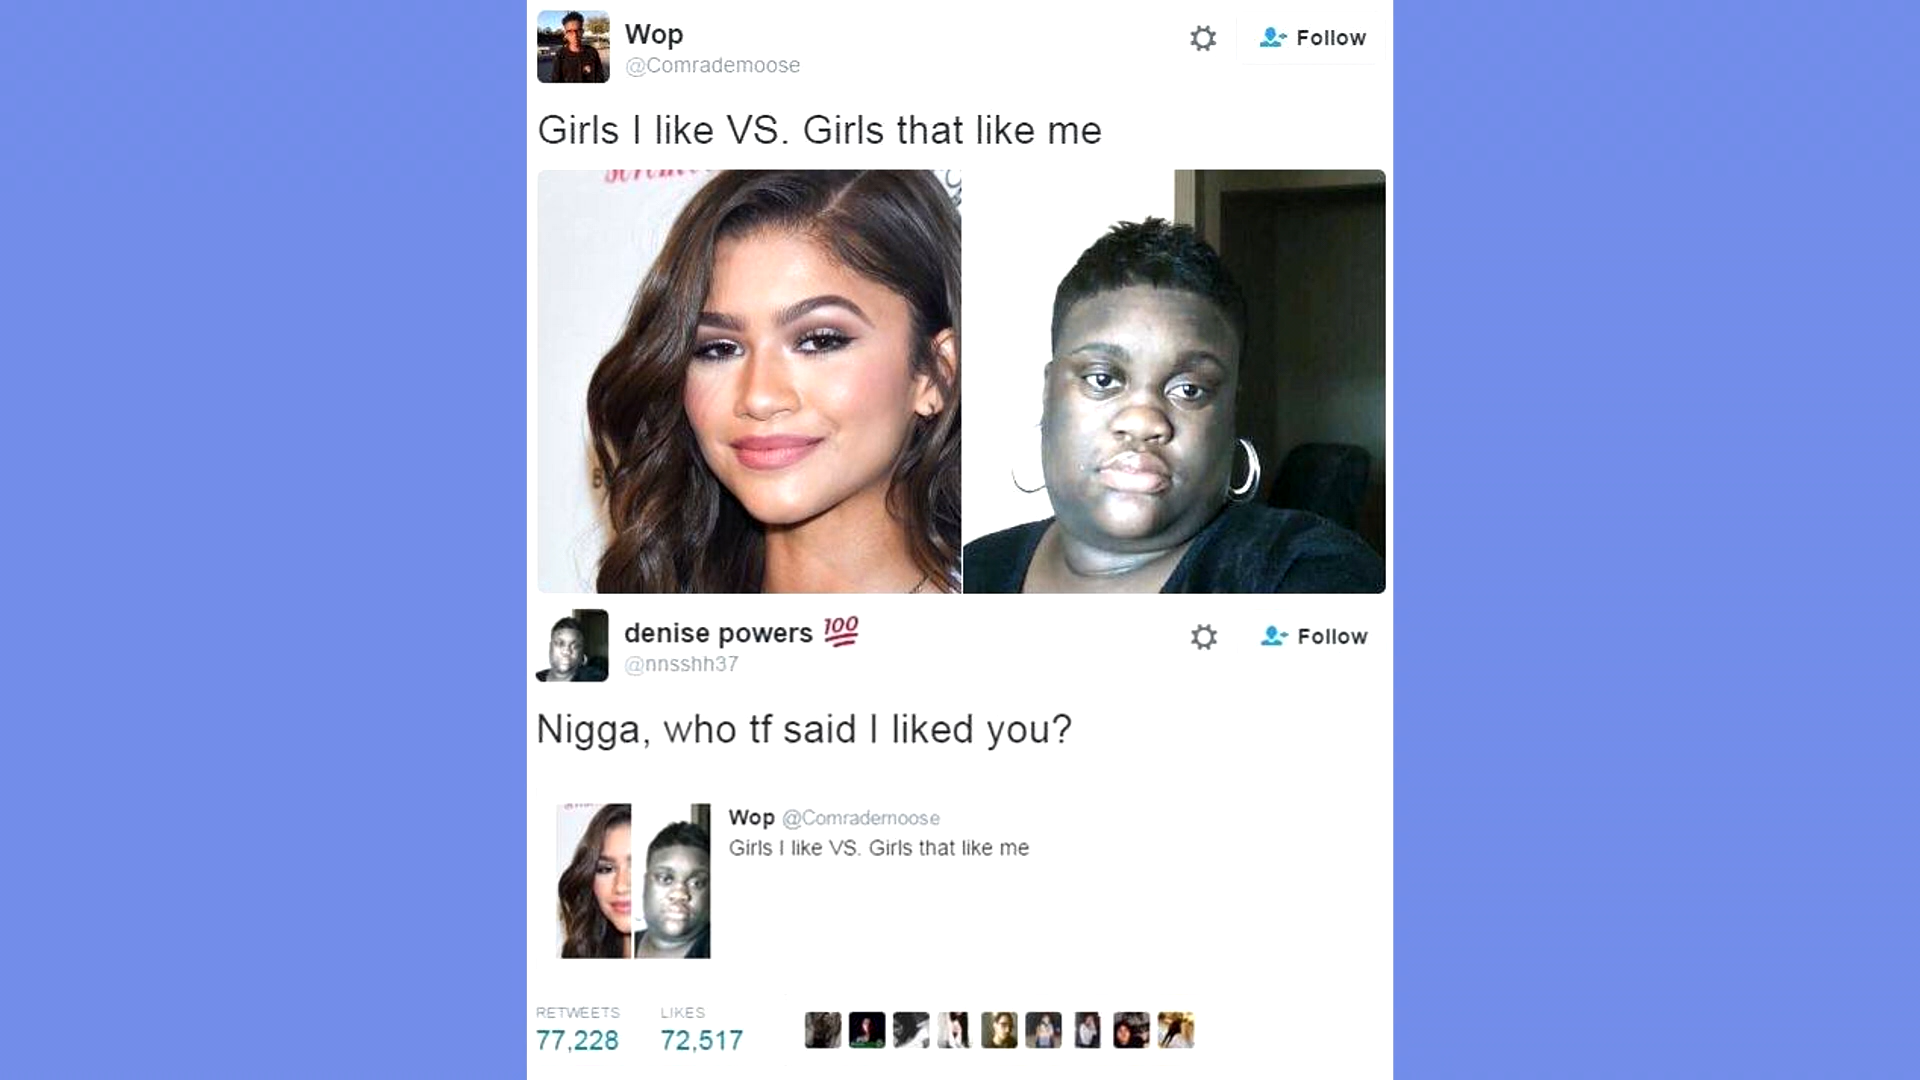 Wop
@Comrademoose
Follow
Girls I like VS. Girls that like me
denise powers 💯
@nnsshh37
Follow
Nigga, who tf said I liked you?
Wop @Comrademoose
Girls I like VS. Girls that like me
RETWEETS LIKES
77,228 72,517